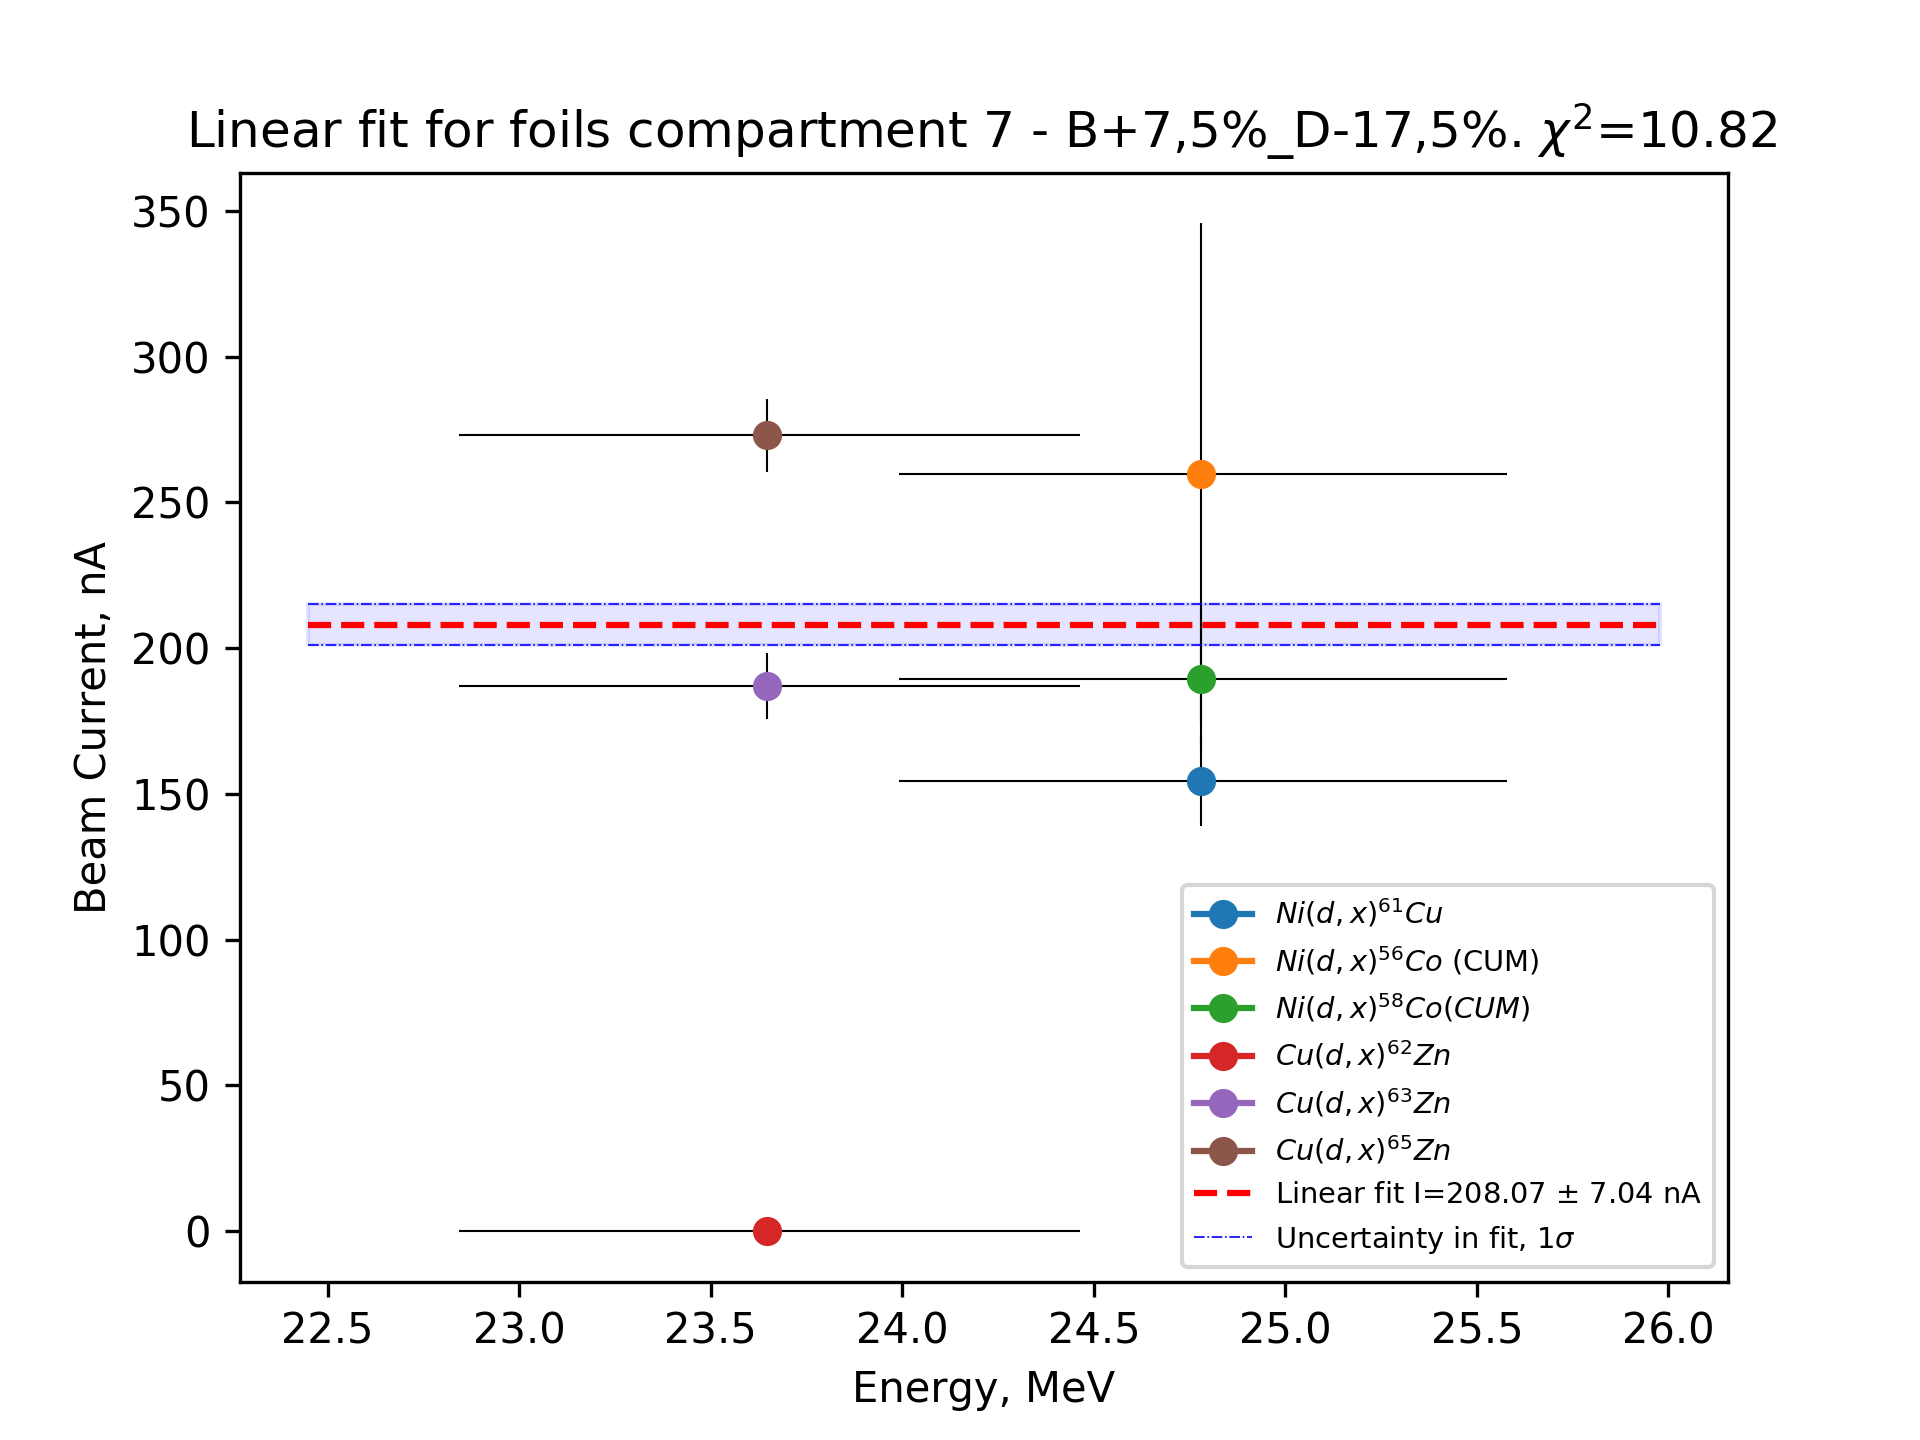 Linear fit for foils compartment 7 - B+7,5%_D-17,5%. χ²=10.82
350
300
250
200
150
100
50
0
Beam Current, nA
Ni(d, x)⁶¹Cu
Ni(d, x)⁵⁶Co (CUM)
Ni(d, x)⁵⁸Co(CUM)
Cu(d, x)⁶²Zn
Cu(d, x)⁶³Zn
Cu(d, x)⁶⁵Zn
Linear fit I=208.07 ± 7.04 nA
Uncertainty in fit, 1σ
22.5 23.0 23.5 24.0 24.5 25.0 25.5 26.0
Energy, MeV